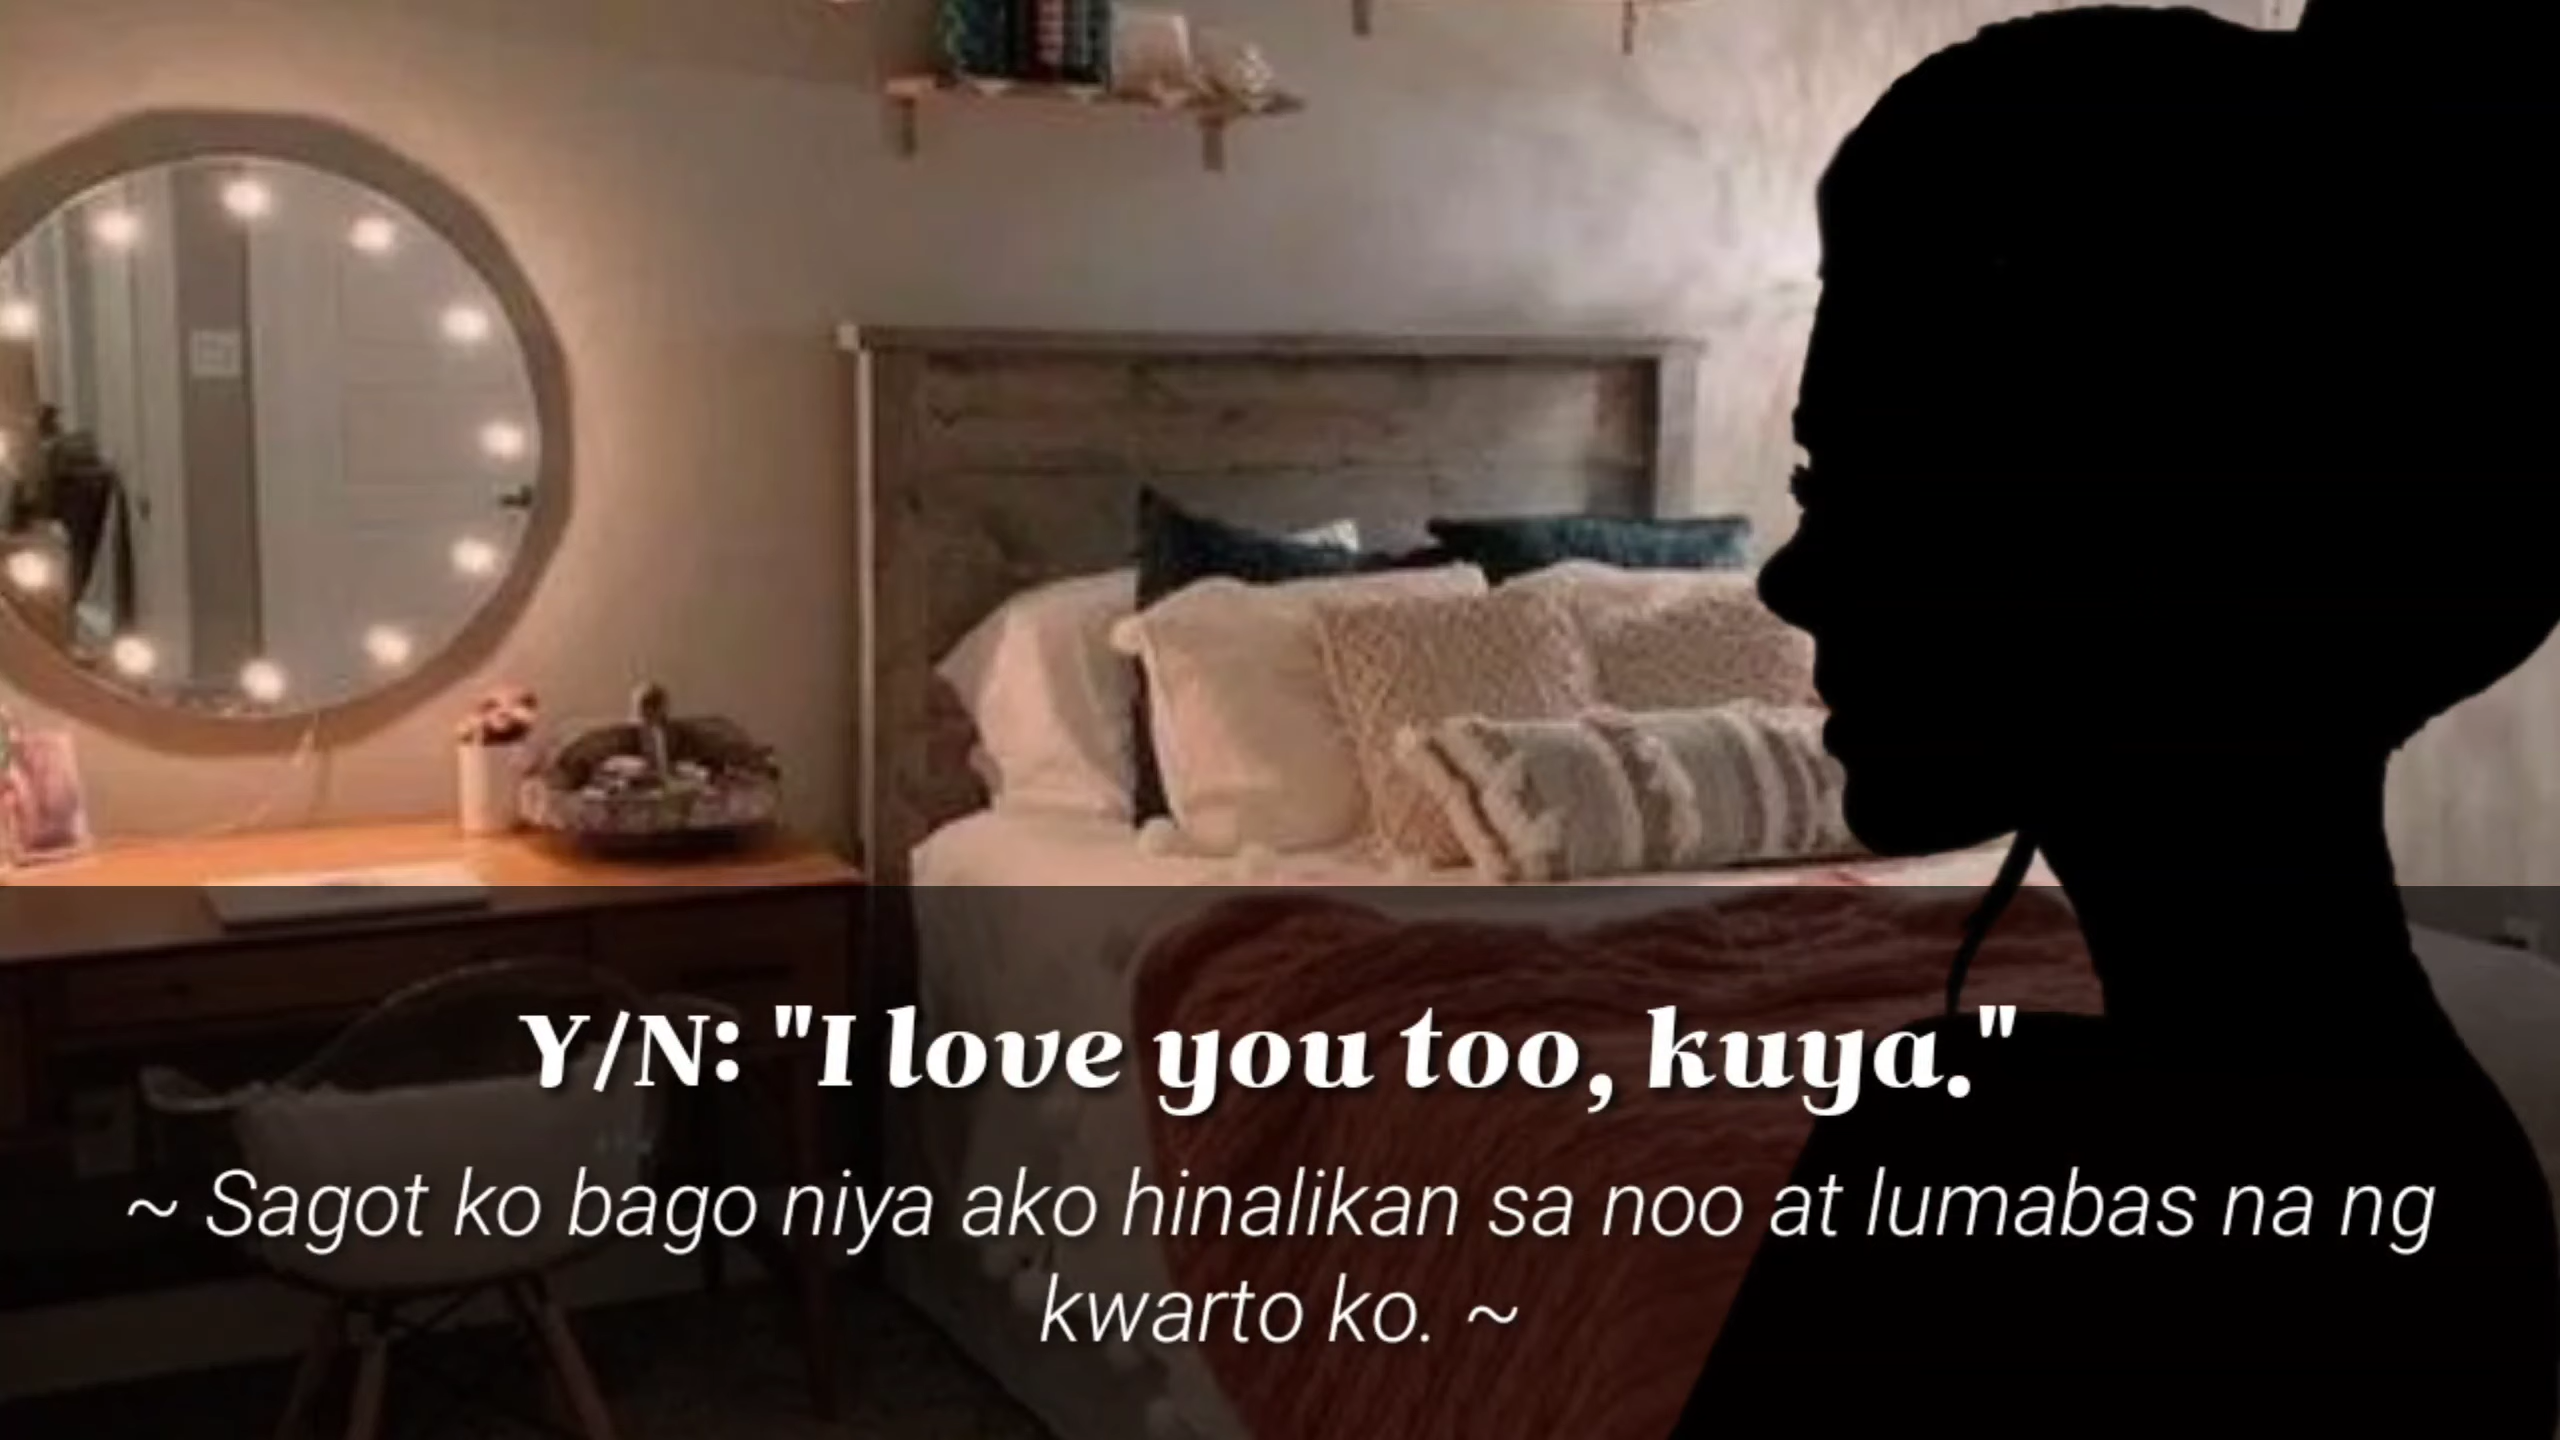 Y/N: "I love you too, kuya."
~ Sagot ko bago niya ako hinalikan sa noo at lumabas na ng
kwarto ko. ~